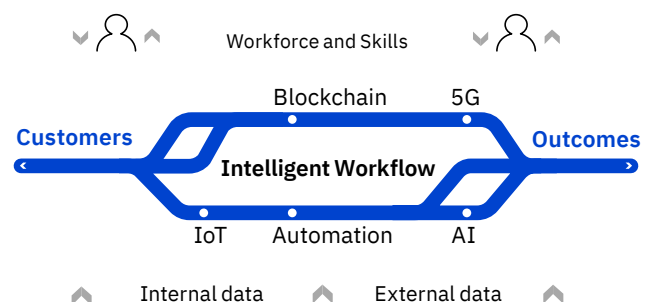 Workforce and Skills
Blockchain 5G
Customers
Outcomes
Intelligent Workflow
IoT Automation AI
Internal data External data